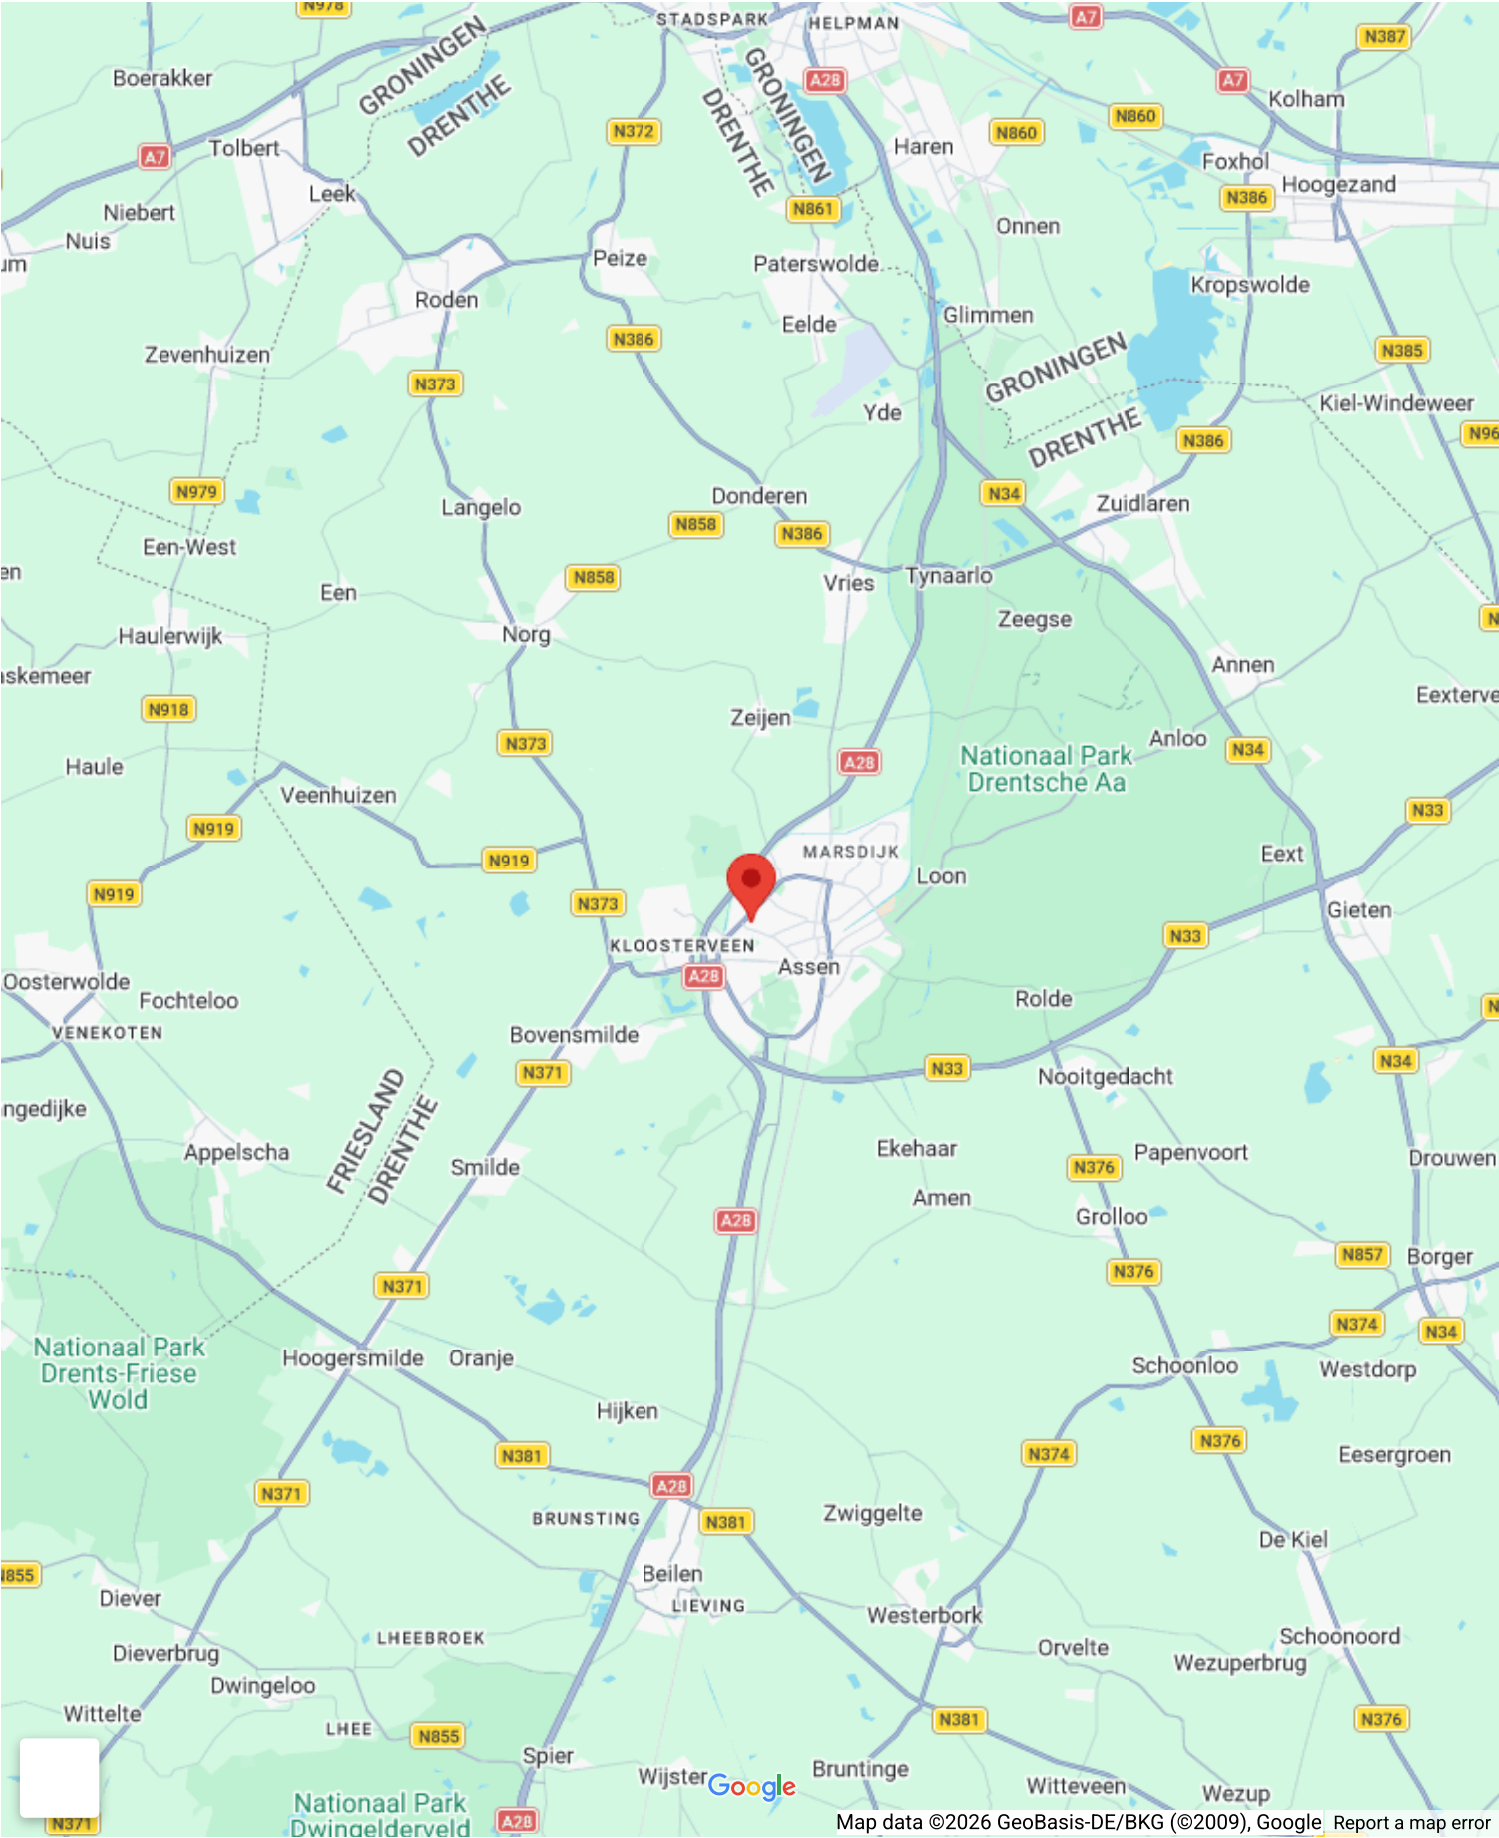 N978
STADSPARK
HELPMAN
A7
N387
GRONINGEN
DRENTHE
Boerakker
GRONINGEN
DRENTHE
A28
A7
Kolham
N372
N860
N860
Haren
A7
Tolbert
Foxhol
Hoogezand
N386
Leek
Niebert
N861
Onnen
Nuis
um
Peize
Paterswolde
Kropswolde
Roden
Eelde
Glimmen
N386
Zevenhuizen
GRONINGEN
DRENTHE
N385
N373
Yde
Kiel-Windeweer
N386
N96
N979
Langelo
Donderen
N34
Zuidlaren
N858
N386
Een-West
en
Een
N858
Vries
Tynaarlo
Zeegse
N
Haulerwijk
Norg
askemeer
Annen
Eexterve
N918
Zeijen
N373
Anloo
N34
Nationaal Park
Drentsche Aa
A28
Haule
Veenhuizen
N33
N919
N919
MARSDIJK
Eext
Loon
N919
N373
Gieten
N33
KLOOSTERVEEN
A28
Assen
Oosterwolde
Fochteloo
Rolde
N
VENEKOTEN
Bovensmilde
N371
N33
N34
Nooitgedacht
FRIESLAND
DRENTHE
ngedijke
Appelscha
Smilde
Ekehaar
N376
Papenvoort
Drouwen
Amen
Grolloo
A28
N857
Borger
N371
N376
N374
N34
Nationaal Park
Drents-Friese
Wold
Hoogersmilde
Oranje
Schoonloo
Westdorp
Hijken
N381
N374
N376
Eesergroen
A28
N371
BRUNSTING
N381
Zwiggelte
De Kiel
N855
Beilen
Diever
LIEVING
Westerbork
LHEEBROEK
Orvelte
Schoonoord
Dieverbrug
Wezuperbrug
Dwingeloo
Wittelte
LHEE
N855
N381
N376
Spier
Wijster
Google
Bruntinge
Witteveen
Wezup
Nationaal Park
Dwingelderveld
N371
A28
Map data ©2026 GeoBasis-DE/BKG (©2009), Google
Report a map error